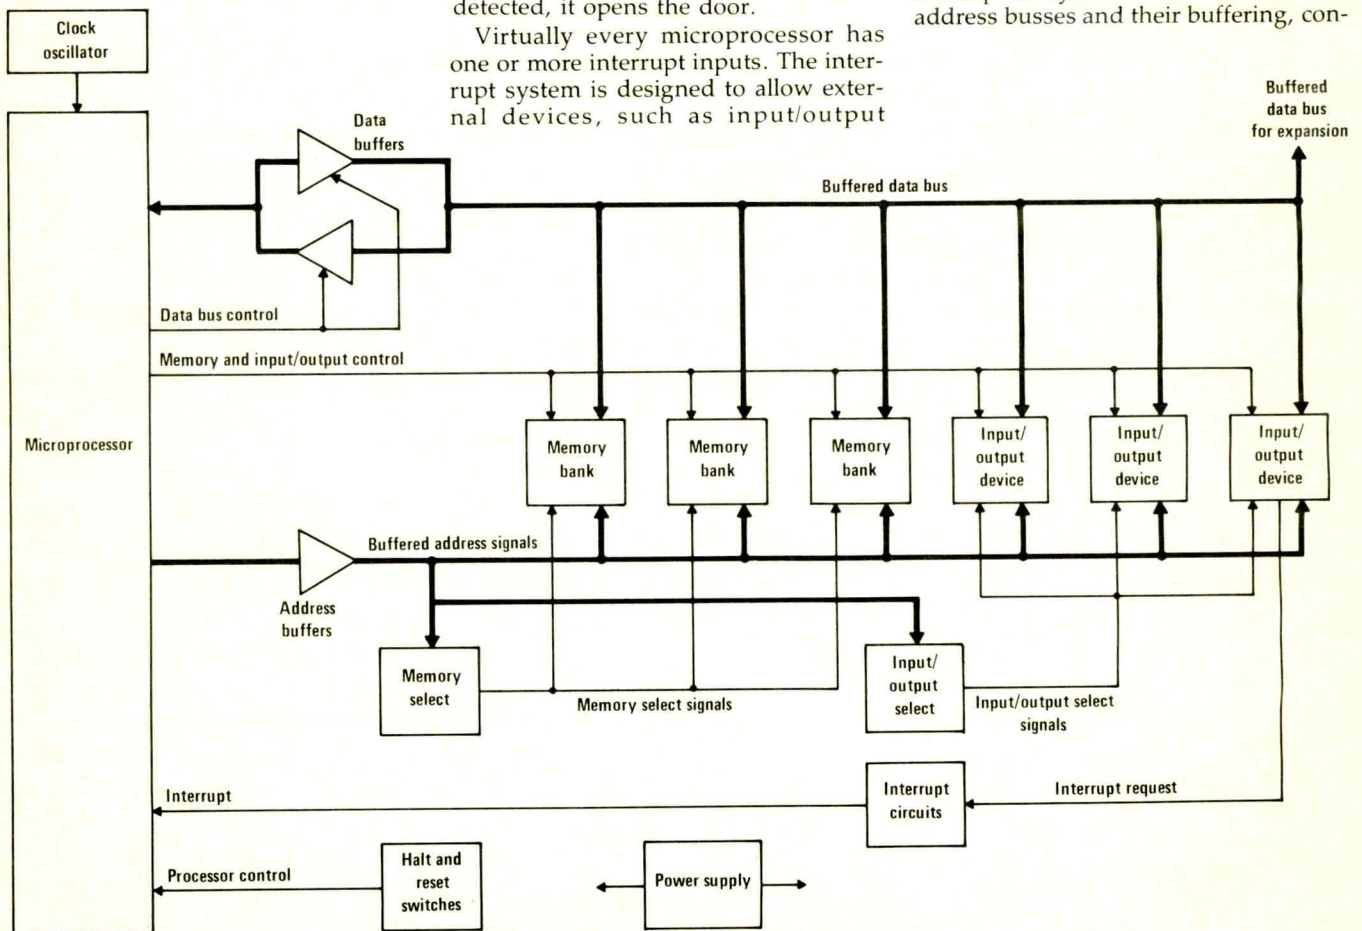 detected, it opens the door.
Virtually every microprocessor has
one or more interrupt inputs. The inter-
rupt system is designed to allow exter-
nal devices, such as input/output
address busses and their buffering, con-
Clock
oscillator
Buffered
data bus
for expansion
Data
buffers
Buffered data bus
Data bus control
Memory and input/output control
Microprocessor
Memory
bank
Memory
bank
Memory
bank
Input/
output
device
Input/
output
device
Input/
output
device
Buffered address signals
Address
buffers
Memory
select
Memory select signals
Input/
output
select
Input/output select
signals
Interrupt
Interrupt
circuits
Interrupt request
Processor control
Halt and
reset
switches
Power supply